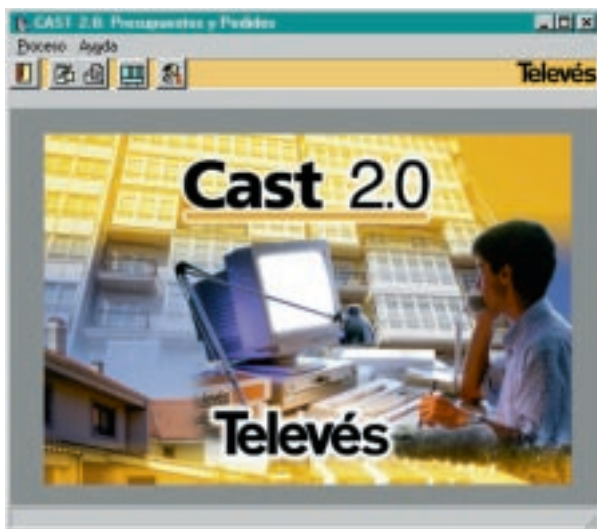 CAST 2.0: Presupuestos y Pedidos
Proceso Ayuda
Televés
Cast 2.0
Televés